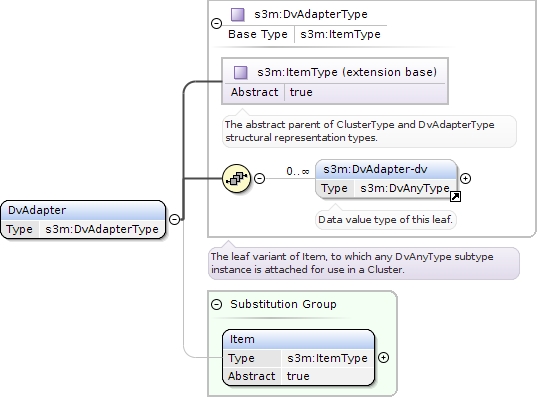 s3m:DvAdapterType
Base Type s3m:ItemType
s3m:ItemType (extension base)
Abstract true
The abstract parent of ClusterType and DvAdapterType
structural representation types.
0..∞
s3m:DvAdapter-dv
Type s3m:DvAnyType
Data value type of this leaf.
DvAdapter
Type s3m:DvAdapterType
The leaf variant of Item, to which any DvAnyType subtype
instance is attached for use in a Cluster.
Substitution Group
Item
Type s3m:ItemType
Abstract true